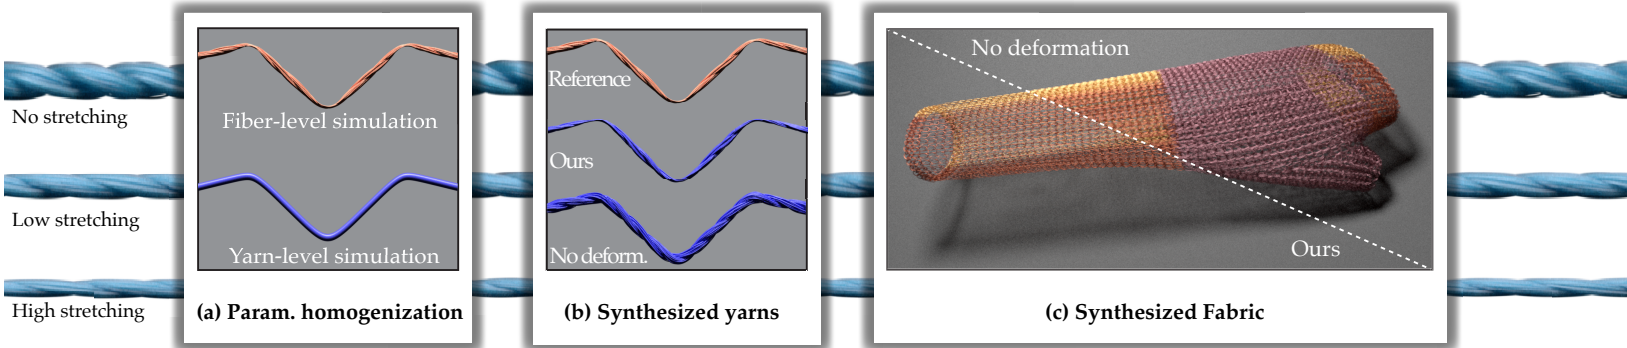 No stretching
Low stretching
High stretching
Fiber-level simulation
Yarn-level simulation
(a) Param. homogenization
Reference
Ours
No deform.
(b) Synthesized yarns
No deformation
Ours
(c) Synthesized Fabric